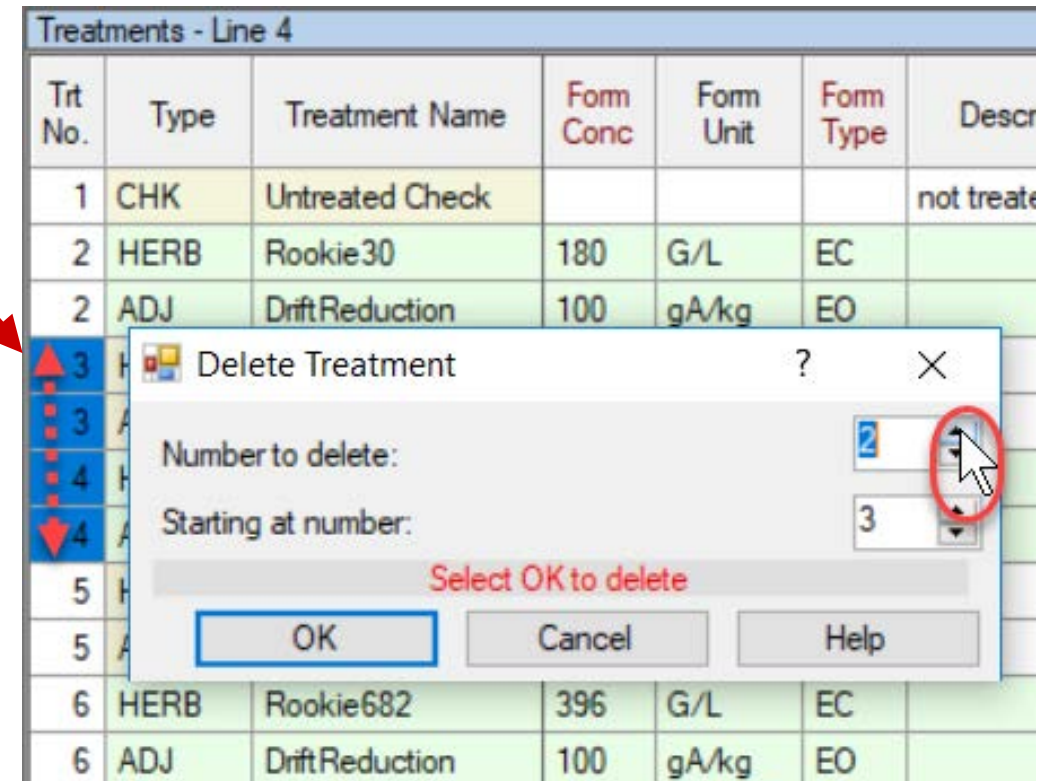 Treatments - Line 4
Trt No. Type Treatment Name Form Conc Form Unit Form Type
1 CHK Untreated Check not treate
2 HERB Rookie30 180 G/L EC
2 ADJ DriftReduction 100 gA/kg EO
3
3
4
4
5
5
Delete Treatment ?
Number to delete: 2
Starting at number: 3
Select OK to delete
OK Cancel Help
6 HERB Rookie682 396 G/L EC
6 ADJ DriftReduction 100 gA/kg EO